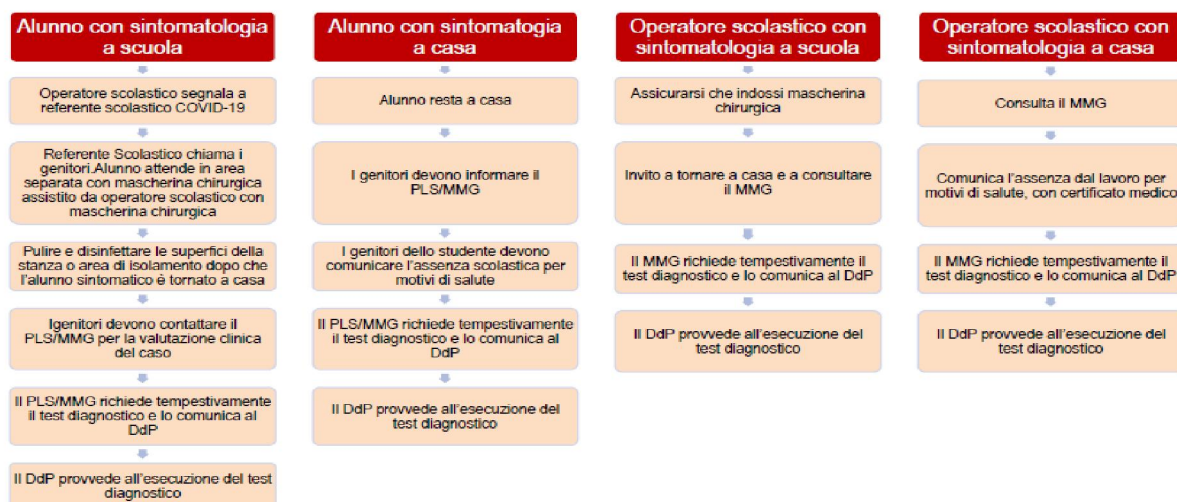 Alunno con sintomatologia
a scuola
Operatore scolastico segnala a
referente scolastico COVID-19
Referente Scolastico chiama i
genitori.Alunno attende in area
separata con mascherina chirurgica
assistito da operatore scolastico con
mascherina chirurgica
Pulire e disinfettare le superfici della
stanza o area di isolamento dopo che
l'alunno sintomatico è tornato a casa
Igenitori devono contattare il
PLS/MMG per la valutazione clinica
del caso
Il PLS/MMG richiede tempestivamente
il test diagnostico e lo comunica al
DdP
Il DdP provvede all'esecuzione del test
diagnostico
Alunno con sintomatogia
a casa
Alunno resta a casa
I genitori devono informare il
PLS/MMG
I genitori dello studente devono
comunicare l'assenza scolastica per
motivi di salute
Il PLS/MMG richiede tempestivamente
il test diagnostico e lo comunica al
DdP
Il DdP provvede all'esecuzione del
test diagnostico
Operatore scolastico con
sintomatologia a scuola
Assicurarsi che indossi mascherina
chirurgica
Invito a tornare a casa e a consultare
il MMG
Il MMG richiede tempestivamente il
test diagnostico e lo comunica al DdP
Il DdP provvede all'esecuzione del
test diagnostico
Operatore scolastico con
sintomatologia a casa
Consulta il MMG
Comunica l'assenza dal lavoro per
motivi di salute, con certificato medico
Il MMG richiede tempestivamente il
test diagnostico e lo comunica al DdP
Il DdP provvede all'esecuzione del
test diagnostico